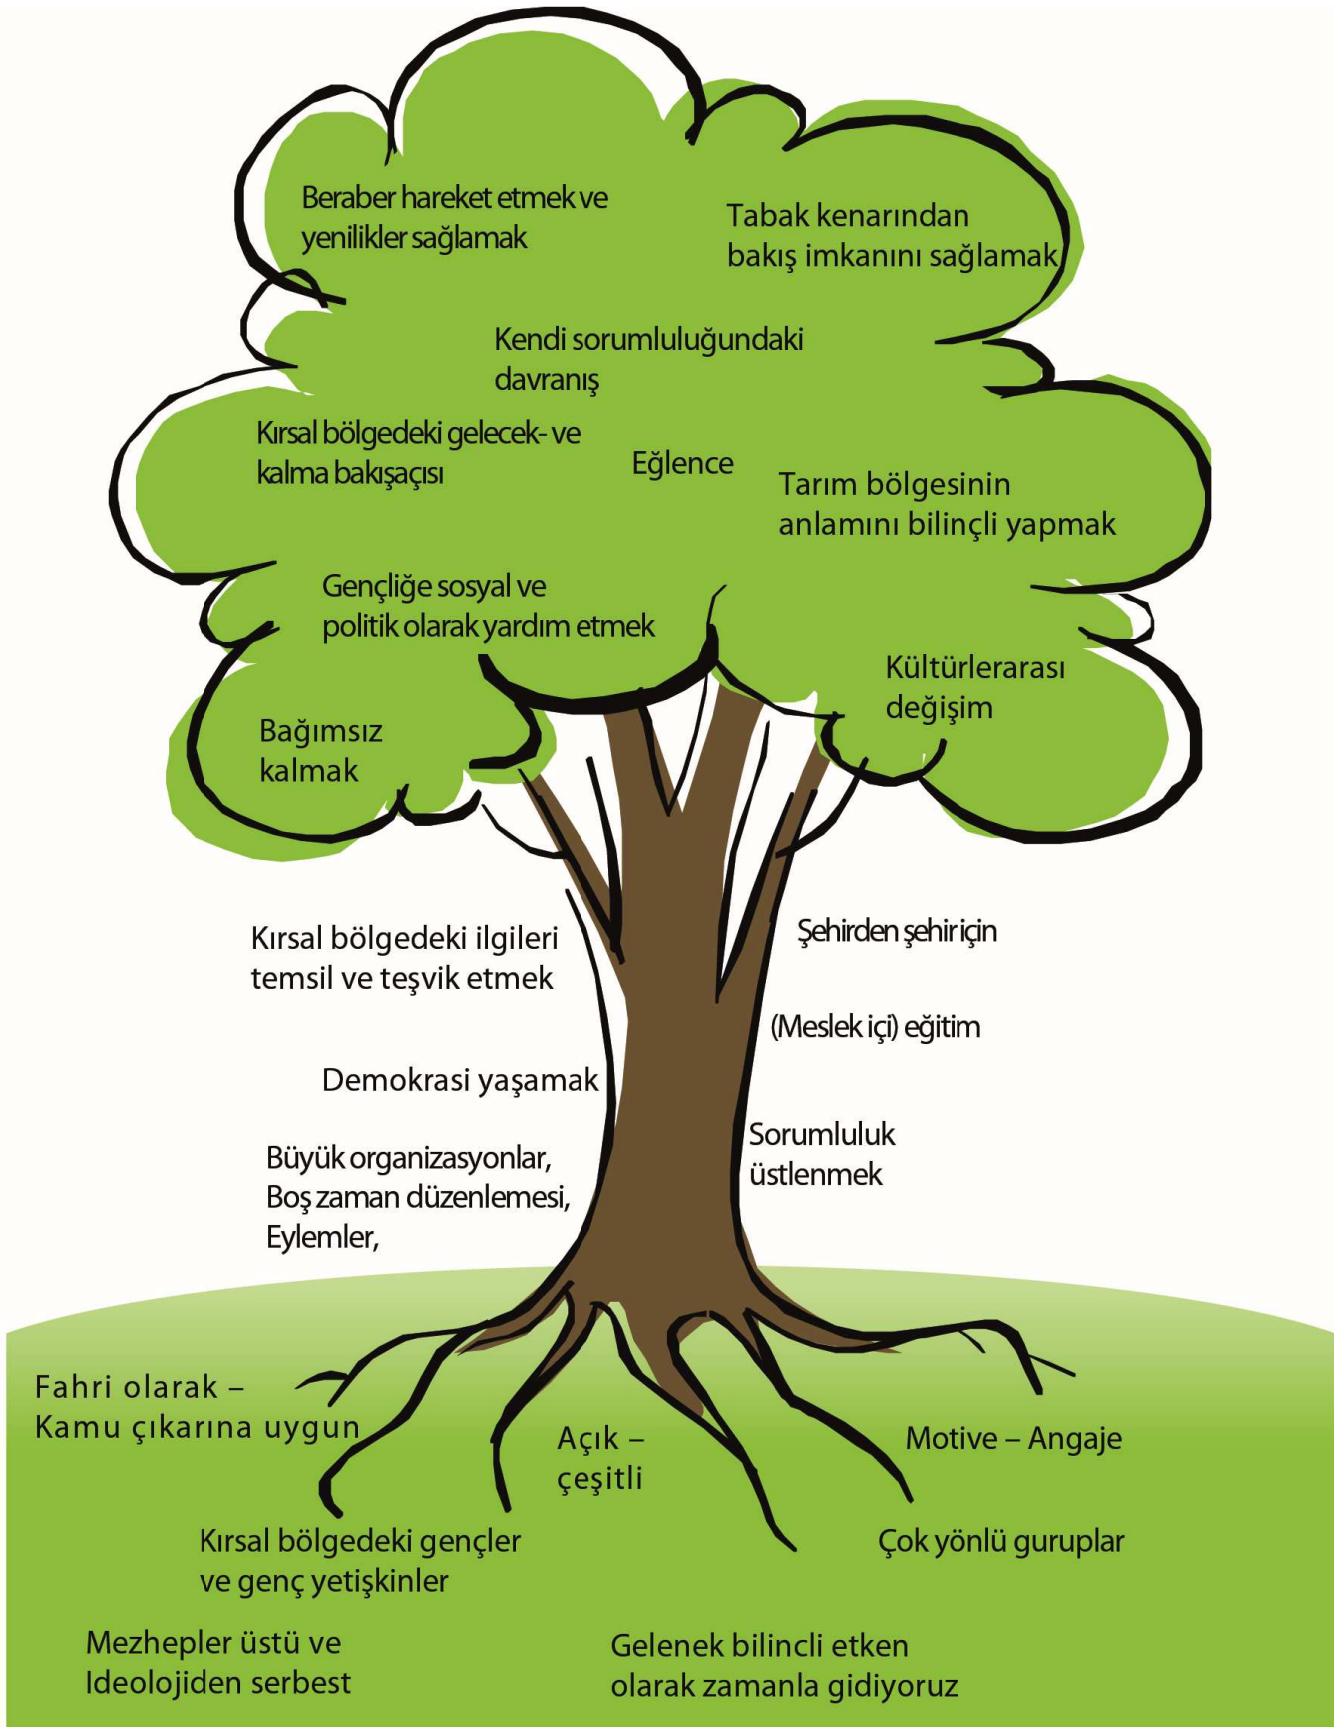 Beraber hareket etmek ve
yenilikler sağlamak
Tabak kenarından
bakış imkanını sağlamak
Kendi sorumluluğundaki
davranış
Kırsal bölgedeki gelecek- ve
kalma bakışaçısı
Eğlence
Tarım bölgesinin
anlamını bilinçli yapmak
Gençliğe sosyal ve
politik olarak yardım etmek
Kültürlerarası
değişim
Bağımsız
kalmak
Kırsal bölgedeki ilgileri
temsil ve teşvik etmek
Şehirden şehir için
(Meslek içi) eğitim
Demokrasi yaşamak
Sorumluluk
üstlenmek
Büyük organizasyonlar,
Boş zaman düzenlemesi,
Eylemler,
Fahri olarak –
Kamu çıkarına uygun
Açık –
çeşitli
Motive – Angaje
Kırsal bölgedeki gençler
ve genç yetişkinler
Çok yönlü guruplar
Mezhepler üstü ve
Ideolojiden serbest
Gelenek bilincli etken
olarak zamanla gidiyoruz